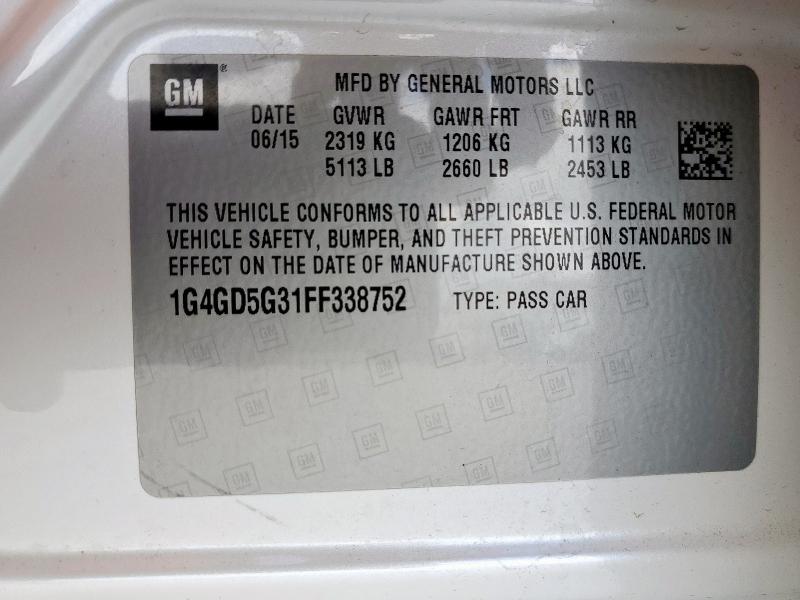 GM ®
MFD BY GENERAL MOTORS LLC
DATE GVWR GAWR FRT GAWR RR
06/15 2319 KG 1206 KG 1113 KG
5113 LB 2660 LB 2453 LB
THIS VEHICLE CONFORMS TO ALL APPLICABLE U.S. FEDERAL MOTOR
VEHICLE SAFETY, BUMPER, AND THEFT PREVENTION STANDARDS IN
EFFECT ON THE DATE OF MANUFACTURE SHOWN ABOVE.
1G4GD5G31FF338752 TYPE: PASS CAR